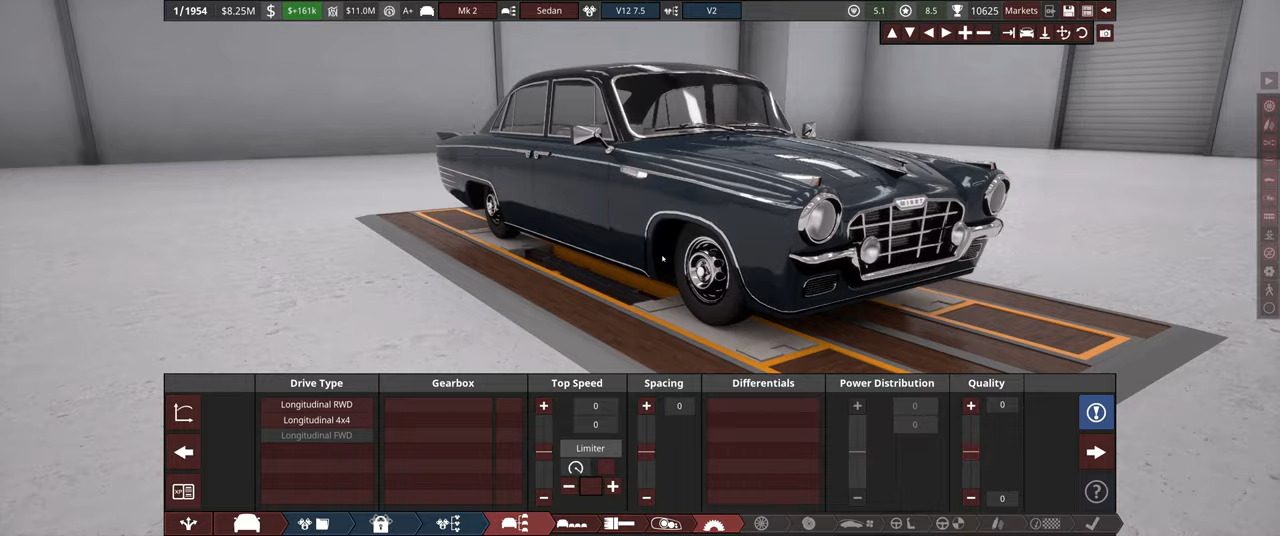 1/1954 $8.25M $+161k $11.0M A+ Mk 2 Sedan V12 7.5 V2 5.1 8.5 10625 Markets
MISET
Drive Type Gearbox Top Speed Spacing Differentials Power Distribution Quality
Longitudinal RWD
Longitudinal 4x4
Longitudinal FWD
0 0 0 0
0 0
Limiter
0